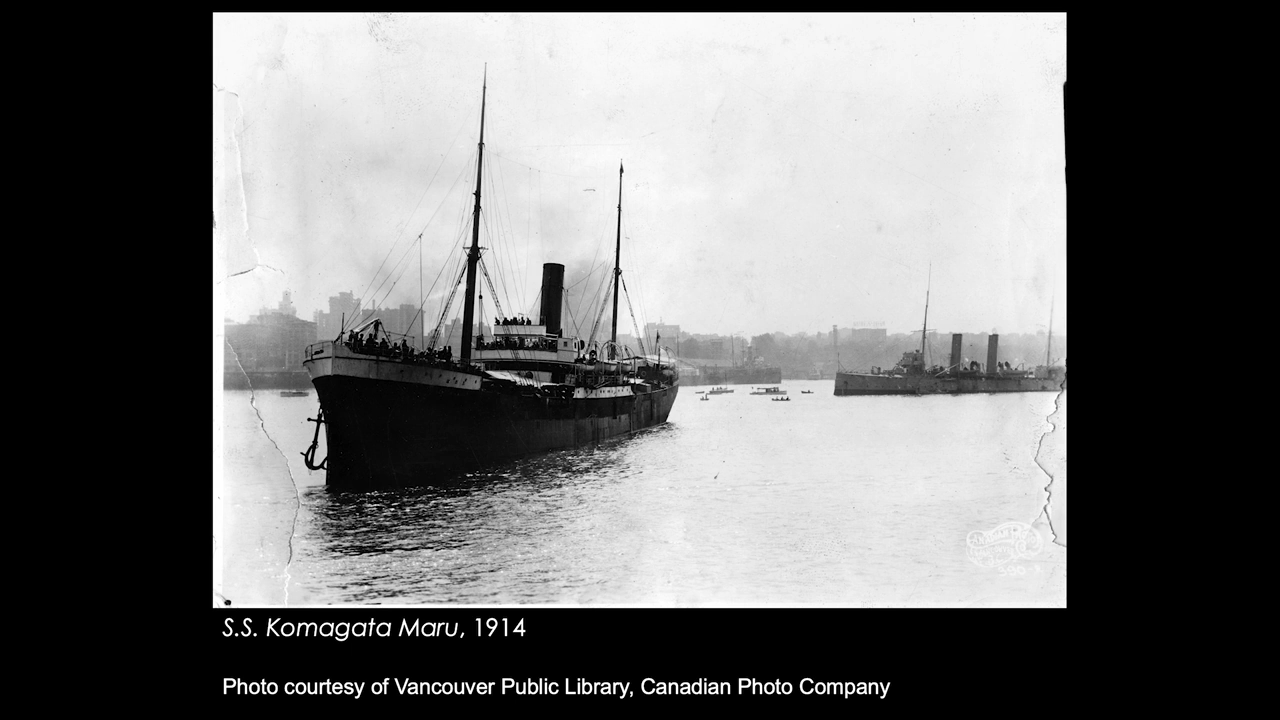 S.S. Komagata Maru, 1914
Photo courtesy of Vancouver Public Library, Canadian Photo Company